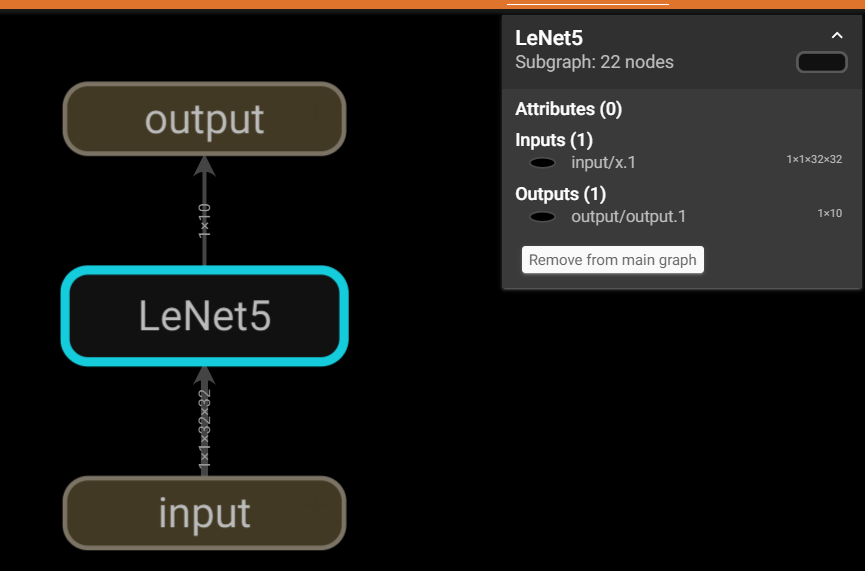 output
1×10
LeNet5
1×1×32×32
input
LeNet5
Subgraph: 22 nodes
Attributes (0)
Inputs (1)
input/x.1 1×1×32×32
Outputs (1)
output/output.1 1×10
Remove from main graph